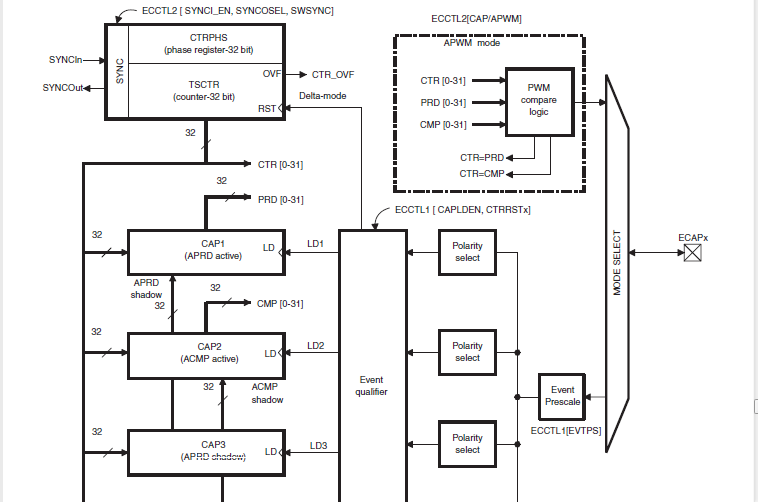 ECCTL2 [ SYNCI_EN, SYNCOSEL, SWSYNC]
ECCTL2[CAP/APWM]
CTRPHS
(phase register-32 bit)
APWM mode
SYNCIn
SYNC
SYNCOut
TSCTR
(counter-32 bit)
OVF
CTR_OVF
RST
Delta-mode
CTR [0-31]
PRD [0-31]
CMP [0-31]
PWM
compare
logic
CTR=PRD
CTR=CMP
32
CTR [0-31]
32
PRD [0-31]
ECCTL1 [ CAPLDEN, CTRRSTx]
32
CAP1
(APRD active)
LD
LD1
Polarity
select
MODE SELECT
ECAPx
APRD
shadow
32
32
CMP [0-31]
32
CAP2
(ACMP active)
LD
LD2
Polarity
select
32
ACMP
shadow
Event
qualifier
Event
Prescale
ECCTL1[EVTPS]
32
CAP3
(APRD shadow)
LD
LD3
Polarity
select